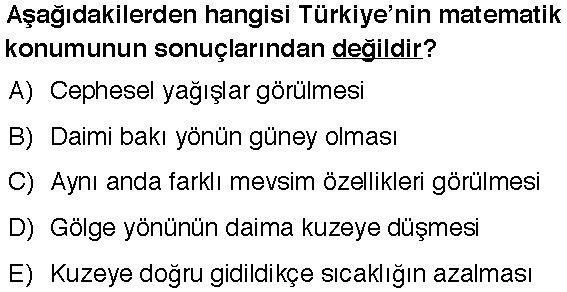 Aşağıdakilerden hangisi Türkiye’nin matematik
konumunun sonuçlarından değildir?
A) Cephesel yağışlar görülmesi
B) Daimi bakı yönün güney olması
C) Aynı anda farklı mevsim özellikleri görülmesi
D) Gölge yönünün daima kuzeye düşmesi
E) Kuzeye doğru gidildikçe sıcaklığın azalması